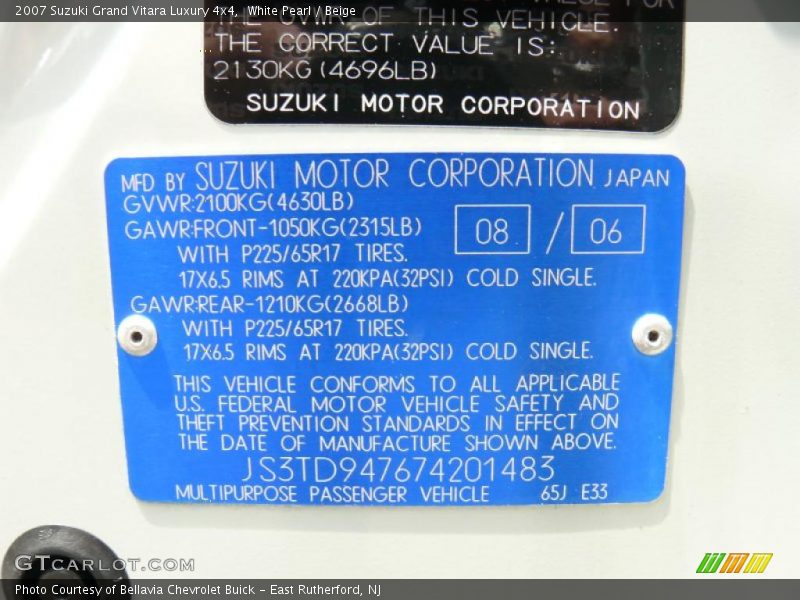 2007 Suzuki Grand Vitara Luxury 4x4, White Pearl / Beige
THE GVWR OF THIS VEHICLE.
THE CORRECT VALUE IS:
2130KG(4696LB)
SUZUKI MOTOR CORPORATION
MFD BY SUZUKI MOTOR CORPORATION JAPAN
GVWR:2100KG(4630LB)
GAWR:FRONT-1050KG(2315LB) 08 / 06
WITH P225/65R17 TIRES.
17X6.5 RIMS AT 220KPA(32PSI) COLD SINGLE.
GAWR:REAR-1210KG(2668LB)
WITH P225/65R17 TIRES.
17X6.5 RIMS AT 220KPA(32PSI) COLD SINGLE.
THIS VEHICLE CONFORMS TO ALL APPLICABLE
U.S. FEDERAL MOTOR VEHICLE SAFETY AND
THEFT PREVENTION STANDARDS IN EFFECT ON
THE DATE OF MANUFACTURE SHOWN ABOVE.
JS3TD947674201483
MULTIPURPOSE PASSENGER VEHICLE 65J E33
GTCARLOT.COM
Photo Courtesy of Bellavia Chevrolet Buick - East Rutherford, NJ